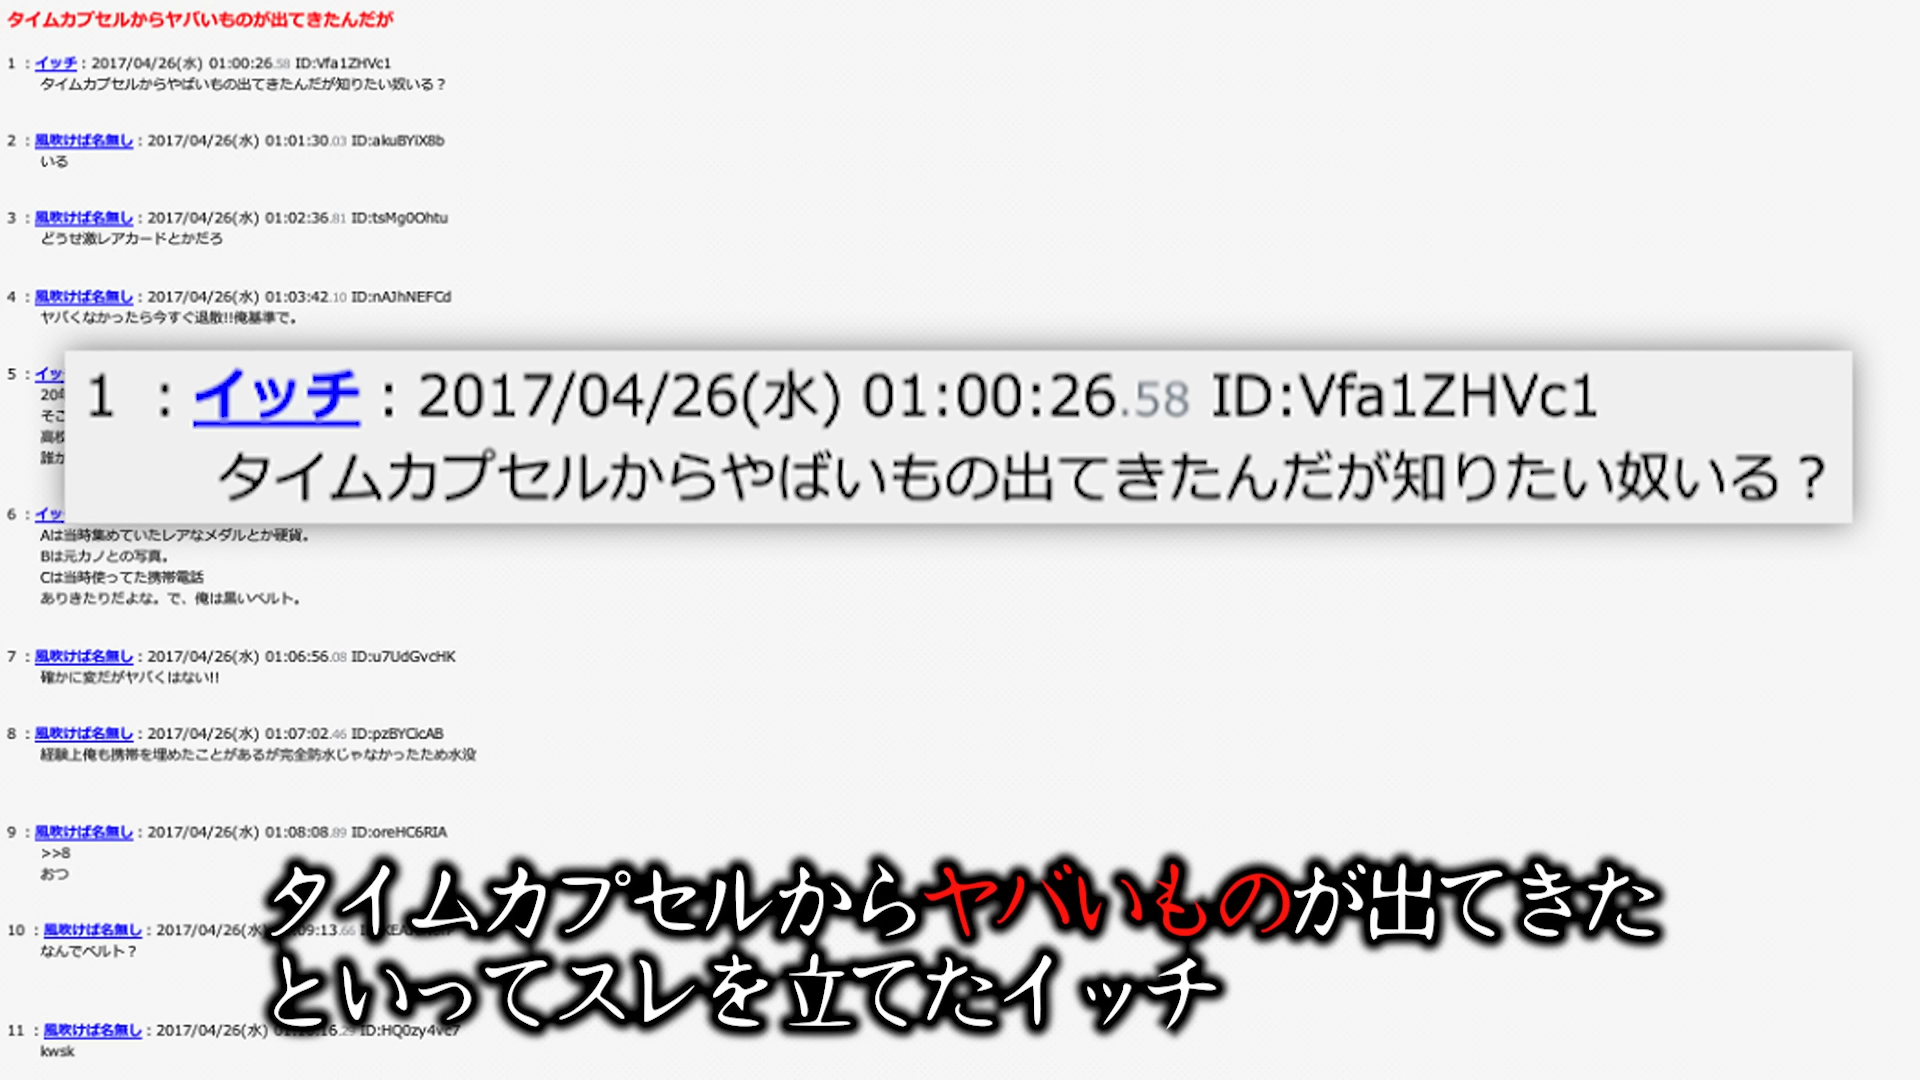 タイムカプセルからヤバいものが出てきたんだが
1 : イッチ : 2017/04/26(水) 01:00:26.58 ID:Vfa1ZHVc1
タイムカプセルからやばいもの出てきたんだが知りたい奴いる？
2 : 風吹けば名無し : 2017/04/26(水) 01:01:30.03 ID:akuBYiX8b
いる
3 : 風吹けば名無し : 2017/04/26(水) 01:02:36.81 ID:tsMg0Ohtu
どうせ激レアカードとかだろ
4 : 風吹けば名無し : 2017/04/26(水) 01:03:42.10 ID:nAJhNEFCd
ヤバくなかったら今すぐ退散!!俺基準で。
1 : イッチ : 2017/04/26(水) 01:00:26.58 ID:Vfa1ZHVc1
タイムカプセルからやばいもの出てきたんだが知りたい奴いる？
5 : イッ
20
そこ
高校
誰か
6 : イッ
Aは当時集めていたレアなメダルとか硬貨。
Bは元カノとの写真。
Cは当時使ってた携帯電話
ありきたりだよな。で、俺は黒いベルト。
7 : 風吹けば名無し : 2017/04/26(水) 01:06:56.08 ID:u7UdGvcHK
確かに変だがヤバくはない!!
8 : 風吹けば名無し : 2017/04/26(水) 01:07:02.46 ID:pzBYCicAB
経験上俺も携帯を埋めたことがあるが完全防水じゃなかったため水没
9 : 風吹けば名無し : 2017/04/26(水) 01:08:08.89 ID:oreHC6RIA
>>8
おつ
10 : 風吹けば名無し : 2017/04/26(水) 09:13.66
なんでベルト？
11 : 風吹けば名無し : 2017/04/26(水) ID:HQ0zy4vc7
kwsk
タイムカプセルからヤバいものが出てきた
といってスレを立てたイッチ